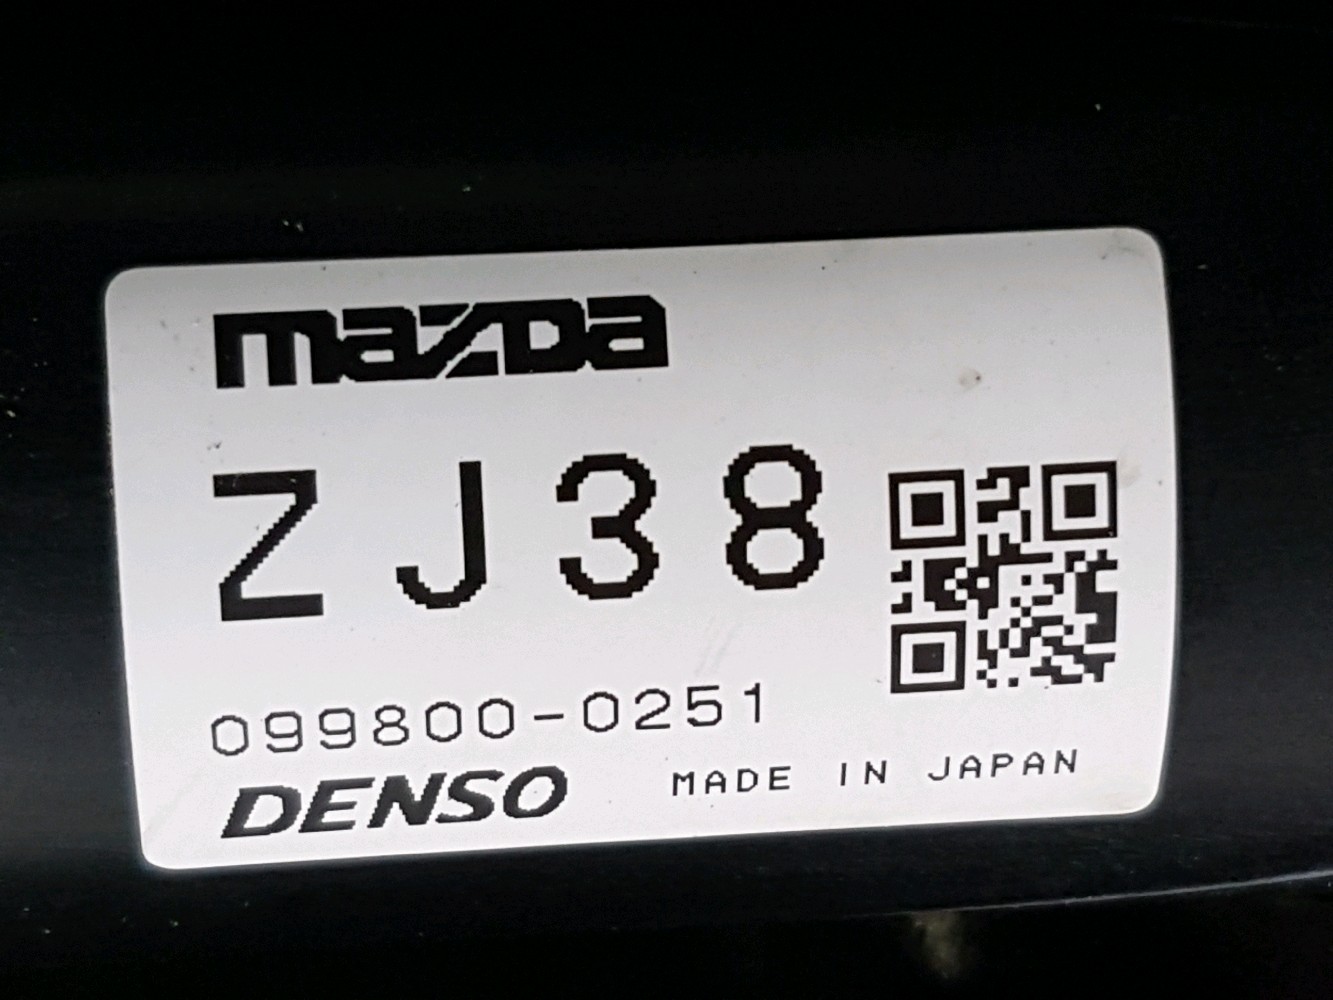 mazda
ZJ38
099800-0251
DENSO MADE IN JAPAN